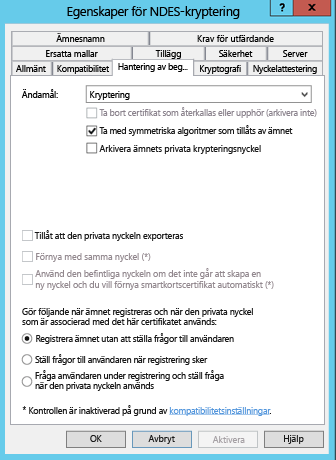 Egenskaper för NDES-kryptering
?
Ämnesnamn Krav för utfärdande
Ersatta mallar Tillägg Säkerhet Server
Allmänt Kompatibilitet Hantering av beg... Kryptografi Nyckelattestering
Ändamål: Kryptering
Ta bort certifikat som återkallas eller upphör (arkivera inte)
Ta med symmetriska algoritmer som tillåts av ämnet
Arkivera ämnets privata krypteringsnyckel
Tillåt att den privata nyckeln exporteras
Förnya med samma nyckel (*)
Använd den befintliga nyckeln om det inte går att skapa en
ny nyckel och du vill förnya smartkortscertifikat automatiskt (*)
Gör följande när ämnet registreras och när den privata nyckel
som är associerad med det här certifikatet används:
Registrera ämnet utan att ställa frågor till användaren
Ställ frågor till användaren när registrering sker
Fråga användaren under registrering och ställ fråga
när den privata nyckeln används
* Kontrollen är inaktiverad på grund av kompatibilitetsinställningar.
OK Avbryt Aktivera Hjälp